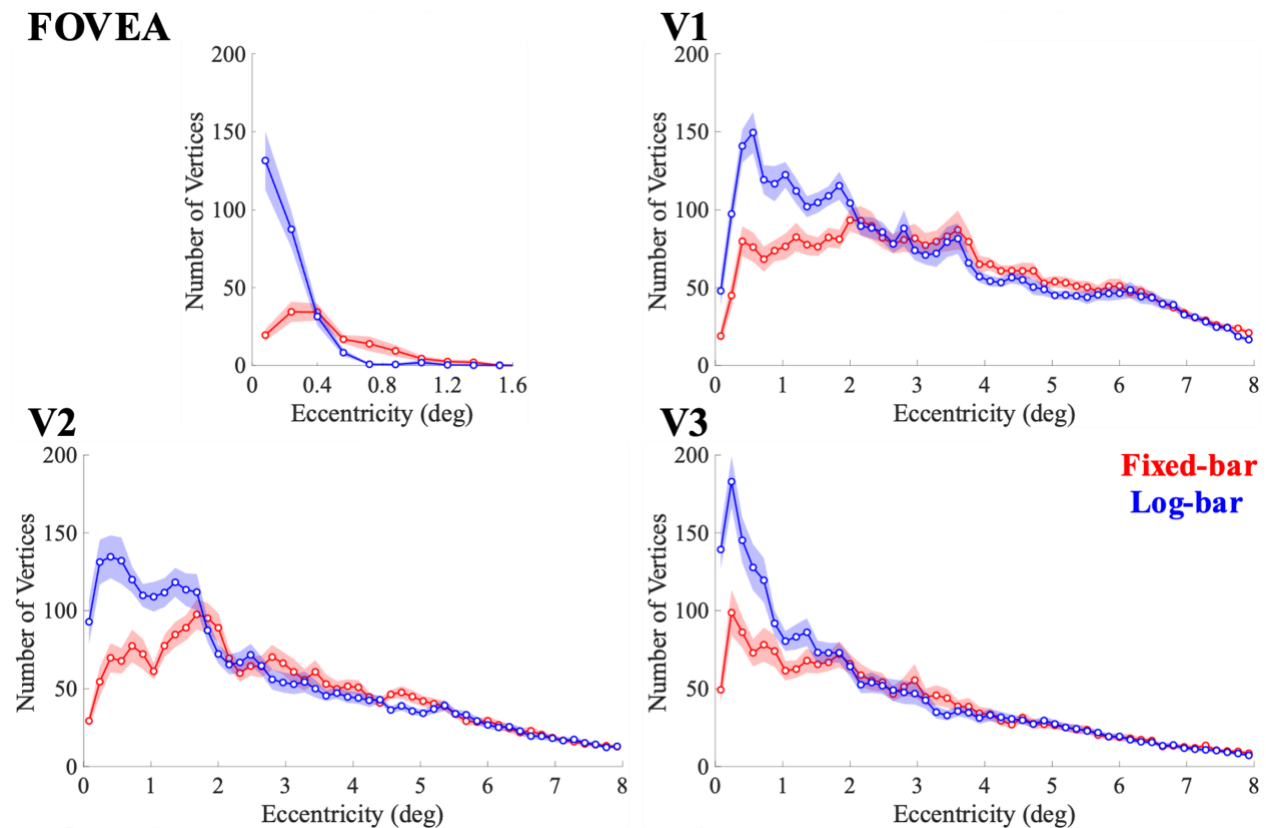 FOVEA
200
150
100
50
0
Number of Vertices
0 0.4 0.8 1.2 1.6
Eccentricity (deg)
V1
200
150
100
50
0
Number of Vertices
0 1 2 3 4 5 6 7 8
Eccentricity (deg)
V2
200
150
100
50
0
Number of Vertices
0 1 2 3 4 5 6 7 8
Eccentricity (deg)
V3
200
150
100
50
0
Number of Vertices
Fixed-bar
Log-bar
0 1 2 3 4 5 6 7 8
Eccentricity (deg)